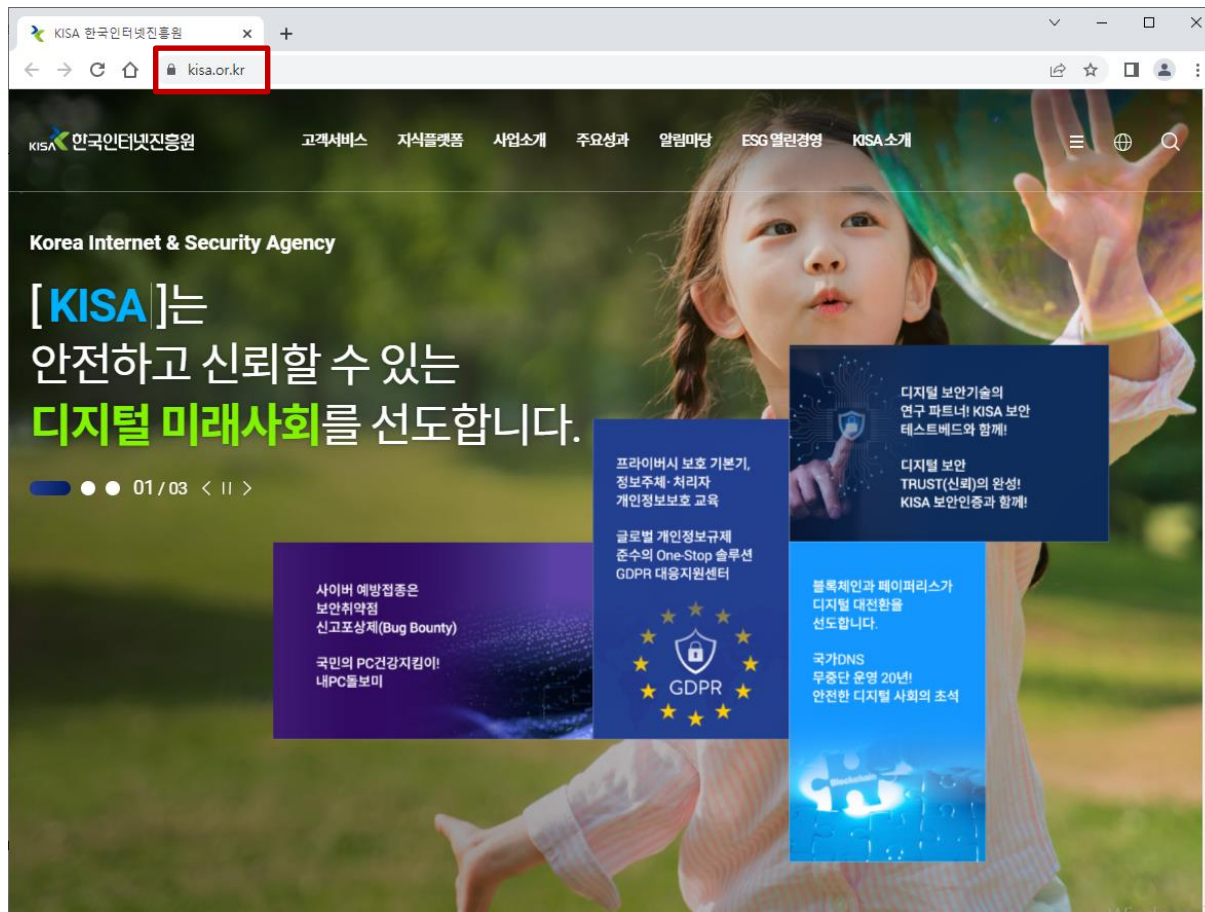 KISA 한국인터넷진흥원
kisa.or.kr
KISA 한국인터넷진흥원
고객서비스 지식플랫폼 사업소개 주요성과 알림마당 ESG 열린경영 KISA 소개
Korea Internet & Security Agency
[KISA]는
안전하고 신뢰할 수 있는
디지털 미래사회를 선도합니다.
01 / 03
사이버 예방접종은
보안취약점
신고포상제(Bug Bounty)
국민의 PC건강지킴이!
내PC돌보미
프라이버시 보호 기본기,
정보주체·처리자
개인정보보호 교육
글로벌 개인정보규제
준수의 One-Stop 솔루션
GDPR 대응지원센터
GDPR
디지털 보안기술의
연구 파트너! KISA 보안
테스트베드와 함께!
디지털 보안
TRUST(신뢰)의 완성!
KISA 보안인증과 함께!
블록체인과 페이퍼리스가
디지털 대전환을
선도합니다.
국가DNS
무중단 운영 20년!
안전한 디지털 사회의 초석
Blockchain